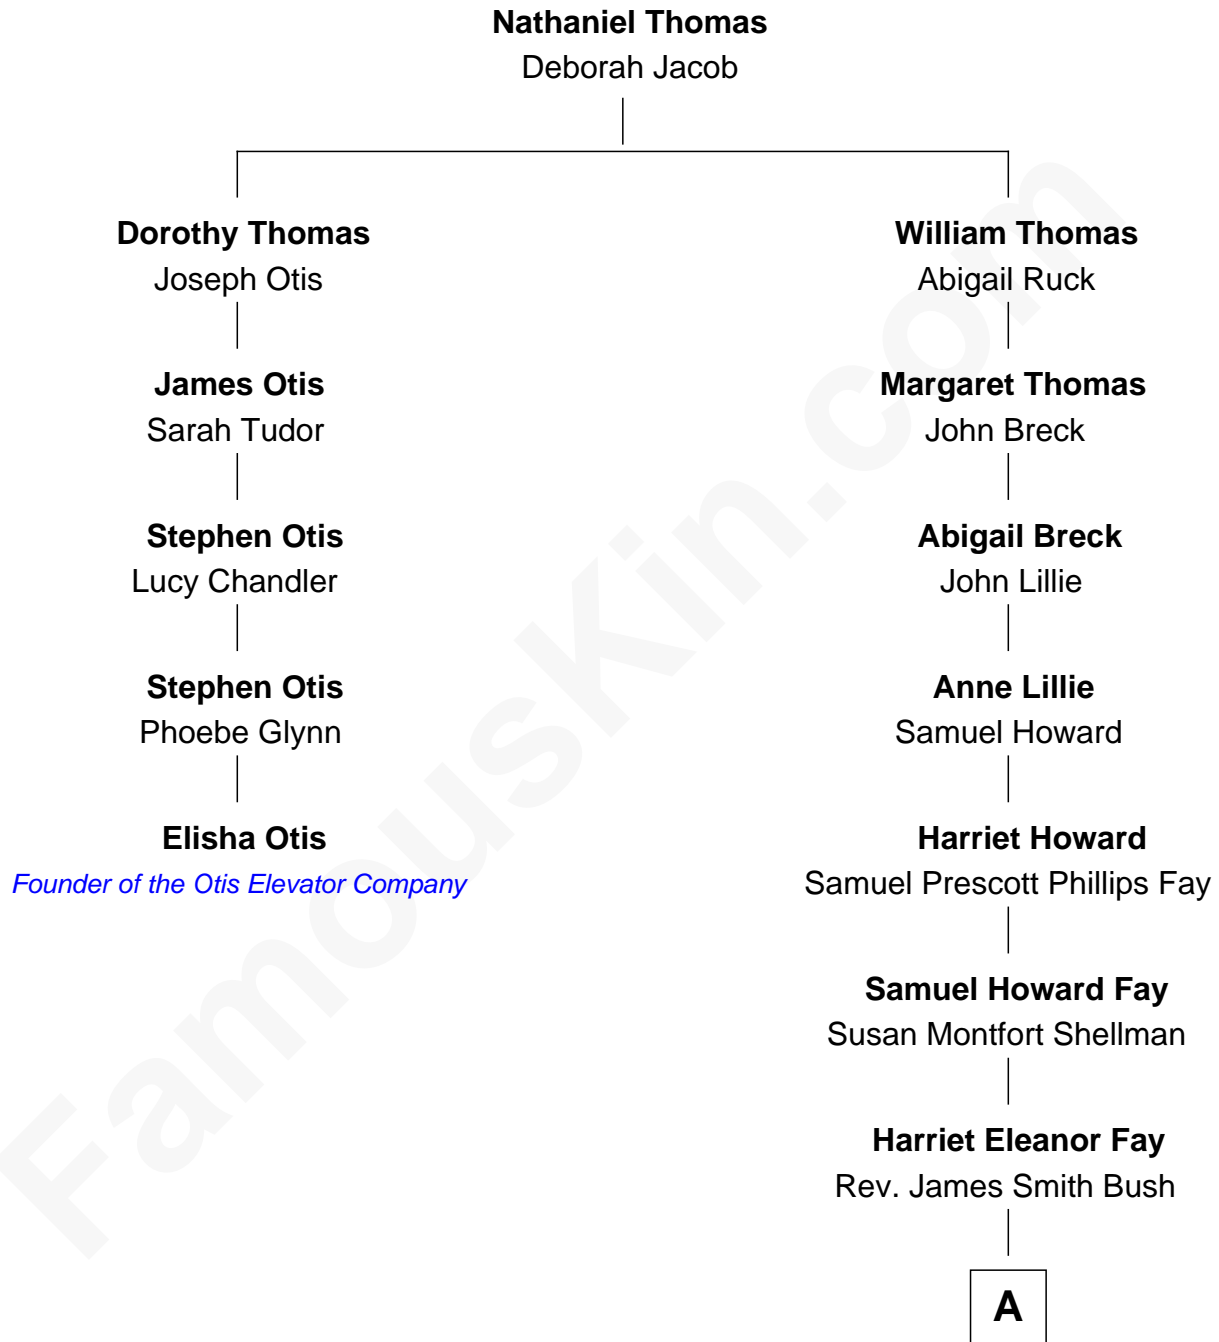 Nathaniel Thomas
Deborah Jacob
Dorothy Thomas
Joseph Otis
William Thomas
Abigail Ruck
James Otis
Sarah Tudor
Margaret Thomas
John Breck
Stephen Otis
Lucy Chandler
Abigail Breck
John Lillie
Stephen Otis
Phoebe Glynn
Anne Lillie
Samuel Howard
Elisha Otis
Founder of the Otis Elevator Company
Harriet Howard
Samuel Prescott Phillips Fay
Samuel Howard Fay
Susan Montfort Shellman
Harriet Eleanor Fay
Rev. James Smith Bush
A
FamousKin.com